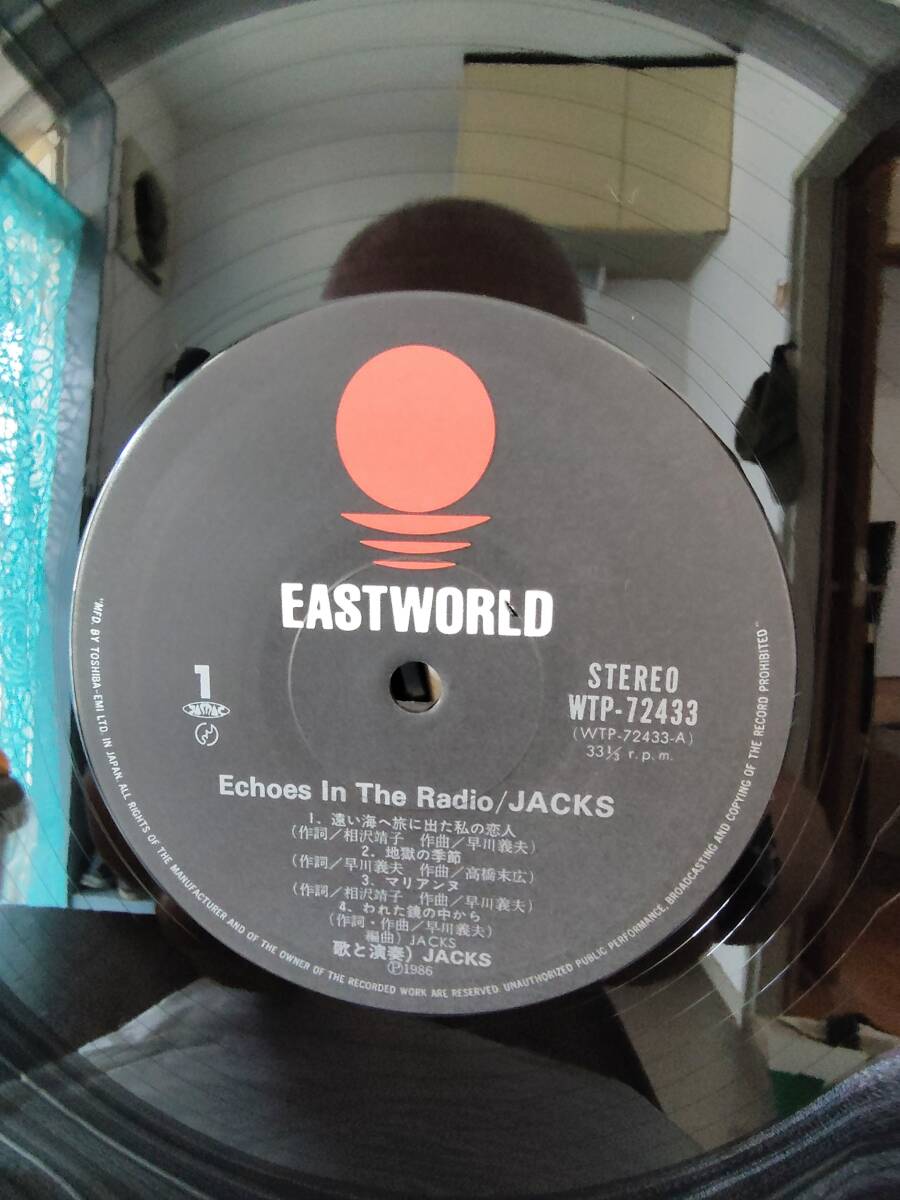 EASTWORLD
1
JASRAC
STEREO
WTP-72433
(WTP-72433-A)
33⅓ r.p.m.
Echoes In The Radio/JACKS
1. 遠い海へ旅に出た私の恋人
(作詞/相沢靖子 作曲/早川義夫)
2. 地獄の季節
(作詞/早川義夫 作曲/高橋末広)
3. マリアンヌ
(作詞/相沢靖子 作曲/早川義夫)
4. われた鏡の中から
(作詞・作曲/早川義夫)
編曲) JACKS
歌と演奏) JACKS
Ⓟ1986
"MFD. BY TOSHIBA-EMI LTD. IN JAPAN. ALL RIGHTS OF THE MANUFACTURER AND OF THE OWNER OF THE RECORDED WORK ARE RESERVED. UNAUTHORIZED PUBLIC PERFORMANCE, BROADCASTING AND COPYING OF THE RECORD PROHIBITED"